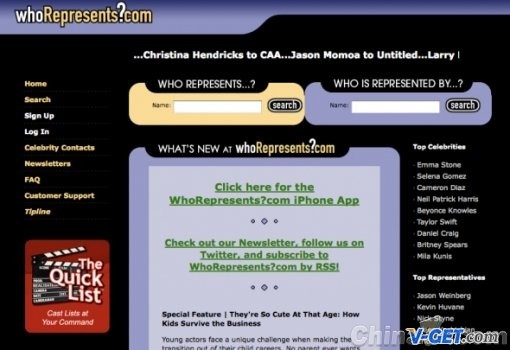 whoRepresents?com
...Christina Hendricks to CAA...Jason Momoa to Untitled...Larry
Home
Search
Sign Up
Log In
Celebrity Contacts
Newsletters
FAQ
Customer Support
Tipline
The
Quick
List
Cast Lists at
Your Command
WHO REPRESENTS...?
Name:
search
WHO IS REPRESENTED BY...?
Name:
search
WHAT'S NEW AT whoRepresents?com
Click here for the
WhoRepresents?com iPhone App
Check out our Newsletter, follow us on
Twitter, and subscribe to
WhoRepresents?com by RSS!
Special Feature | They're So Cute At That Age: How
Kids Survive the Business
Young actors face a unique challenge when making the
transition out of their child careers. No parent ever wants
Top Celebrities
· Emma Stone
· Selena Gomez
· Cameron Diaz
· Neil Patrick Harris
· Beyonce Knowles
· Taylor Swift
· Daniel Craig
· Britney Spears
· Mila Kunis
Top Representatives
· Jason Weinberg
· Kevin Huvane
· Nick Styne
V-GET.com